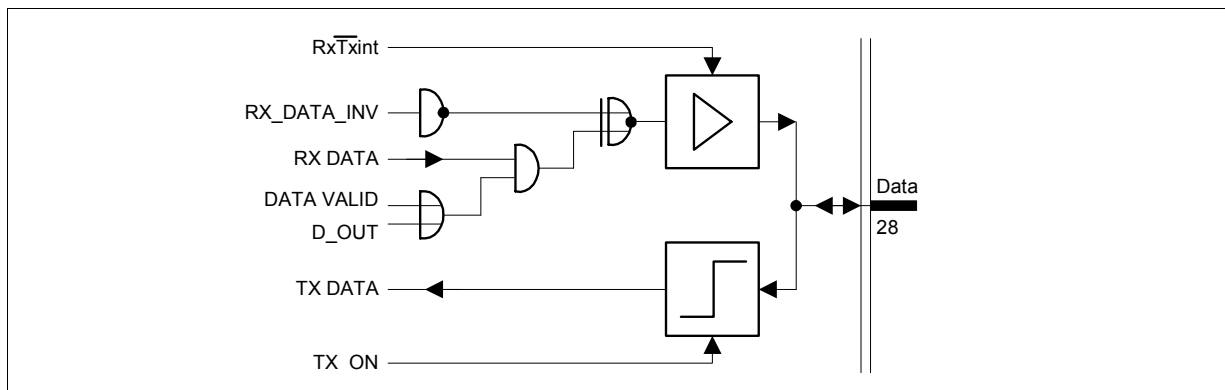 RxTxint
RX_DATA_INV
RX DATA
DATA VALID
D_OUT
TX DATA
TX ON
Data
28